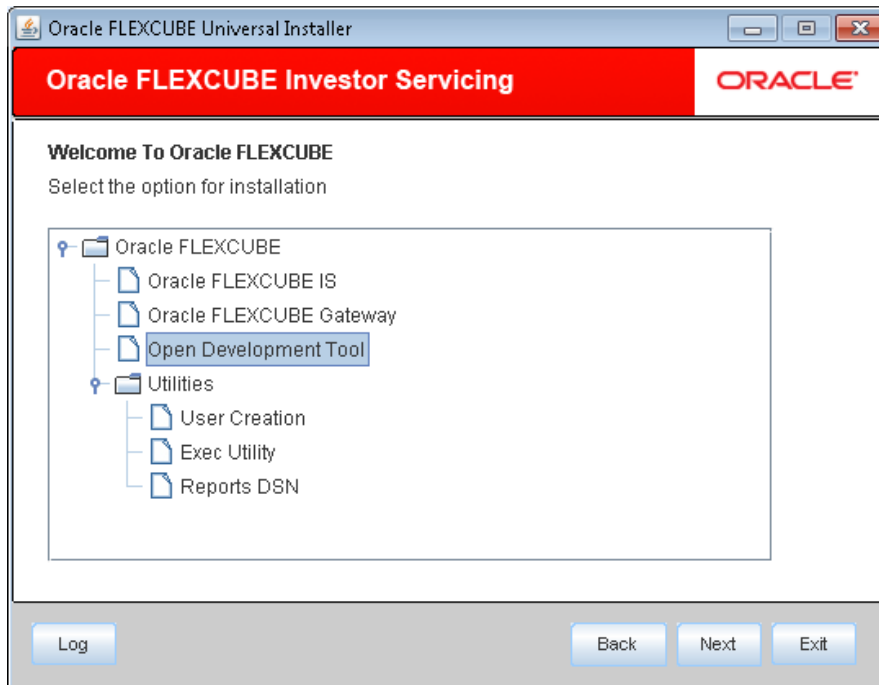 Oracle FLEXCUBE Universal Installer
Oracle FLEXCUBE Investor Servicing
ORACLE
Welcome To Oracle FLEXCUBE
Select the option for installation
Oracle FLEXCUBE
Oracle FLEXCUBE IS
Oracle FLEXCUBE Gateway
Open Development Tool
Utilities
User Creation
Exec Utility
Reports DSN
Log Back Next Exit